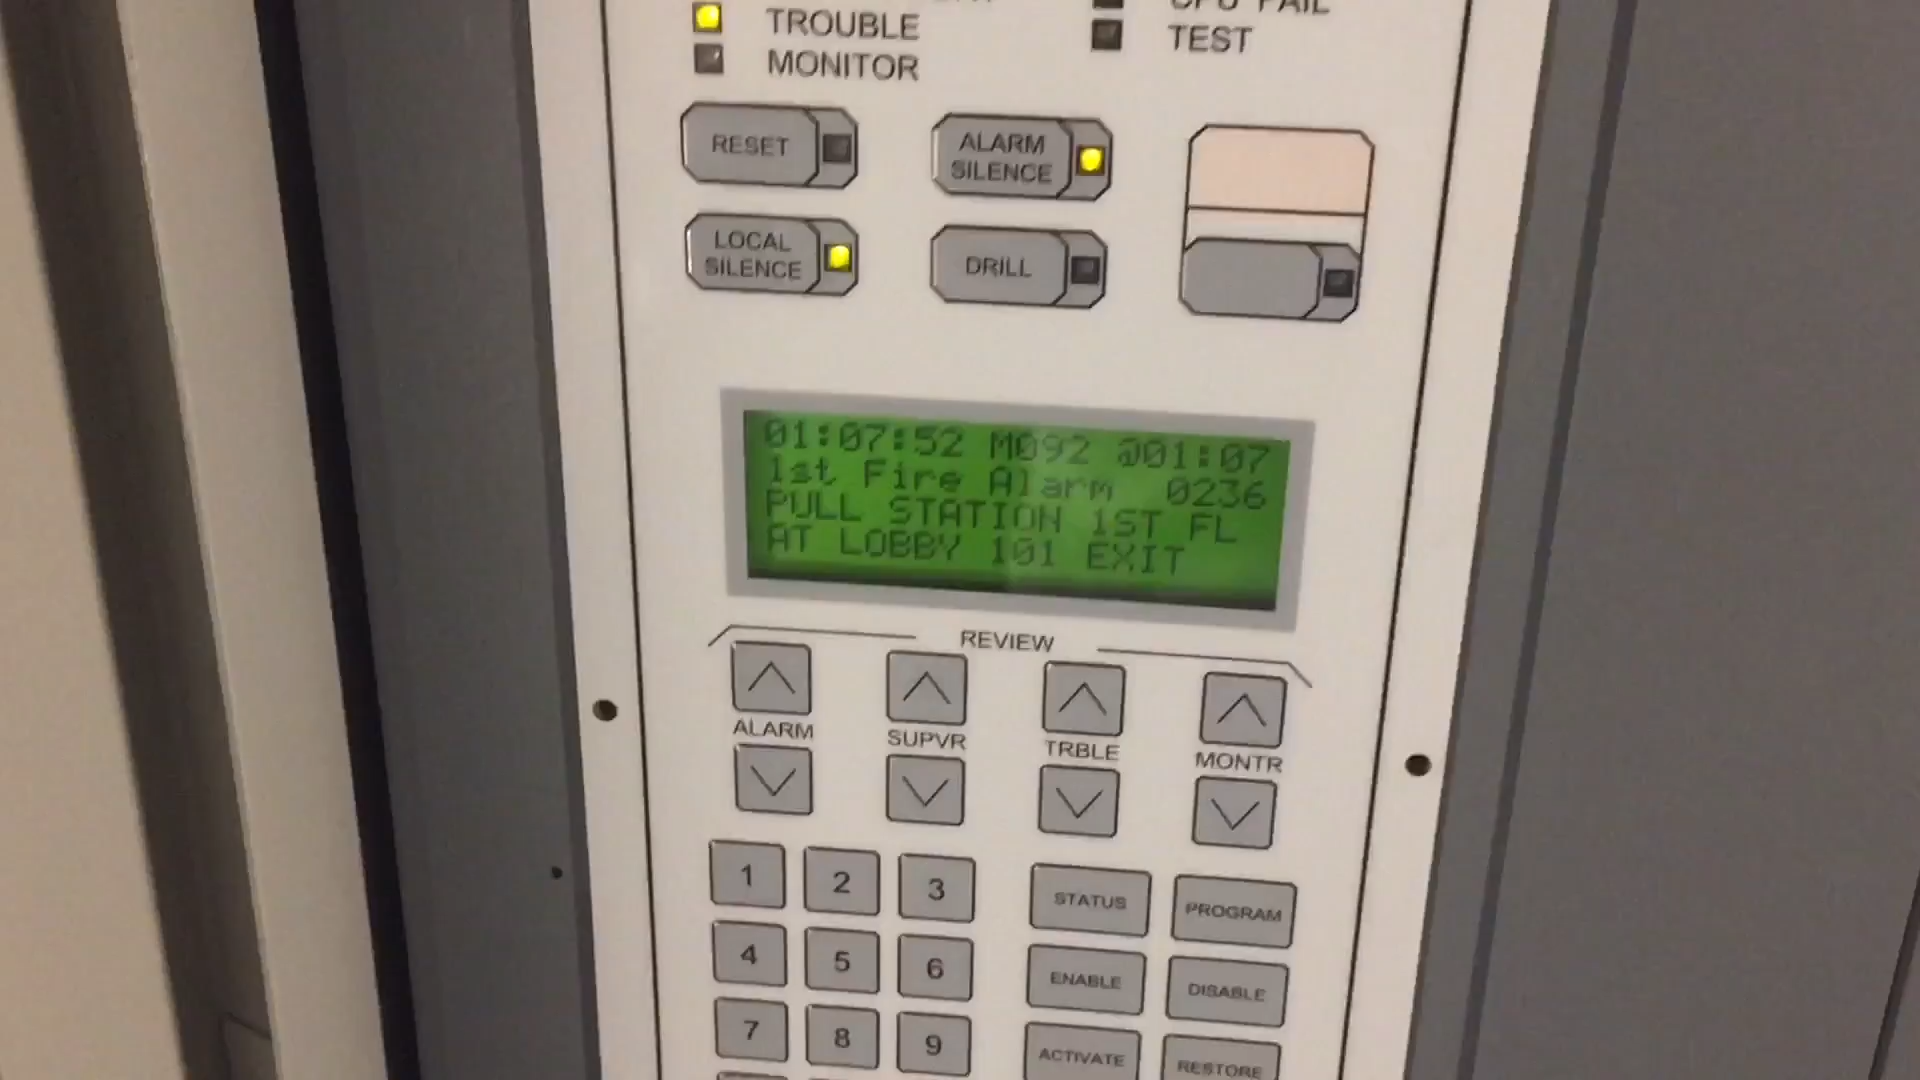 CPU FAIL
TROUBLE
TEST
MONITOR
RESET
ALARM
SILENCE
LOCAL
SILENCE
DRILL
01:07:52 M092 @01:07
1st Fire Alarm 0236
PULL STATION 1ST FL
AT LOBBY 101 EXIT
REVIEW
ALARM
SUPVR
TRBLE
MONTR
1 2 3
STATUS PROGRAM
4 5 6
ENABLE DISABLE
7 8 9
ACTIVATE RESTORE